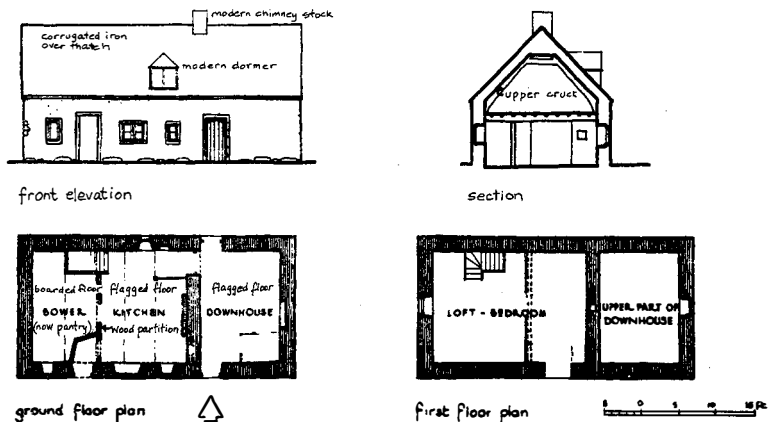 modern chimney stock
corrugated iron
over thatch
modern dormer
front elevation
upper cruck
section
boarded floor
BOWER
(now pantry)
flagged floor
KITCHEN
wood partition
flagged floor
DOWNHOUSE
ground floor plan
LOFT - BEDROOM
UPPER PART OF
DOWNHOUSE
first floor plan
5 0 5 10 15 Ft